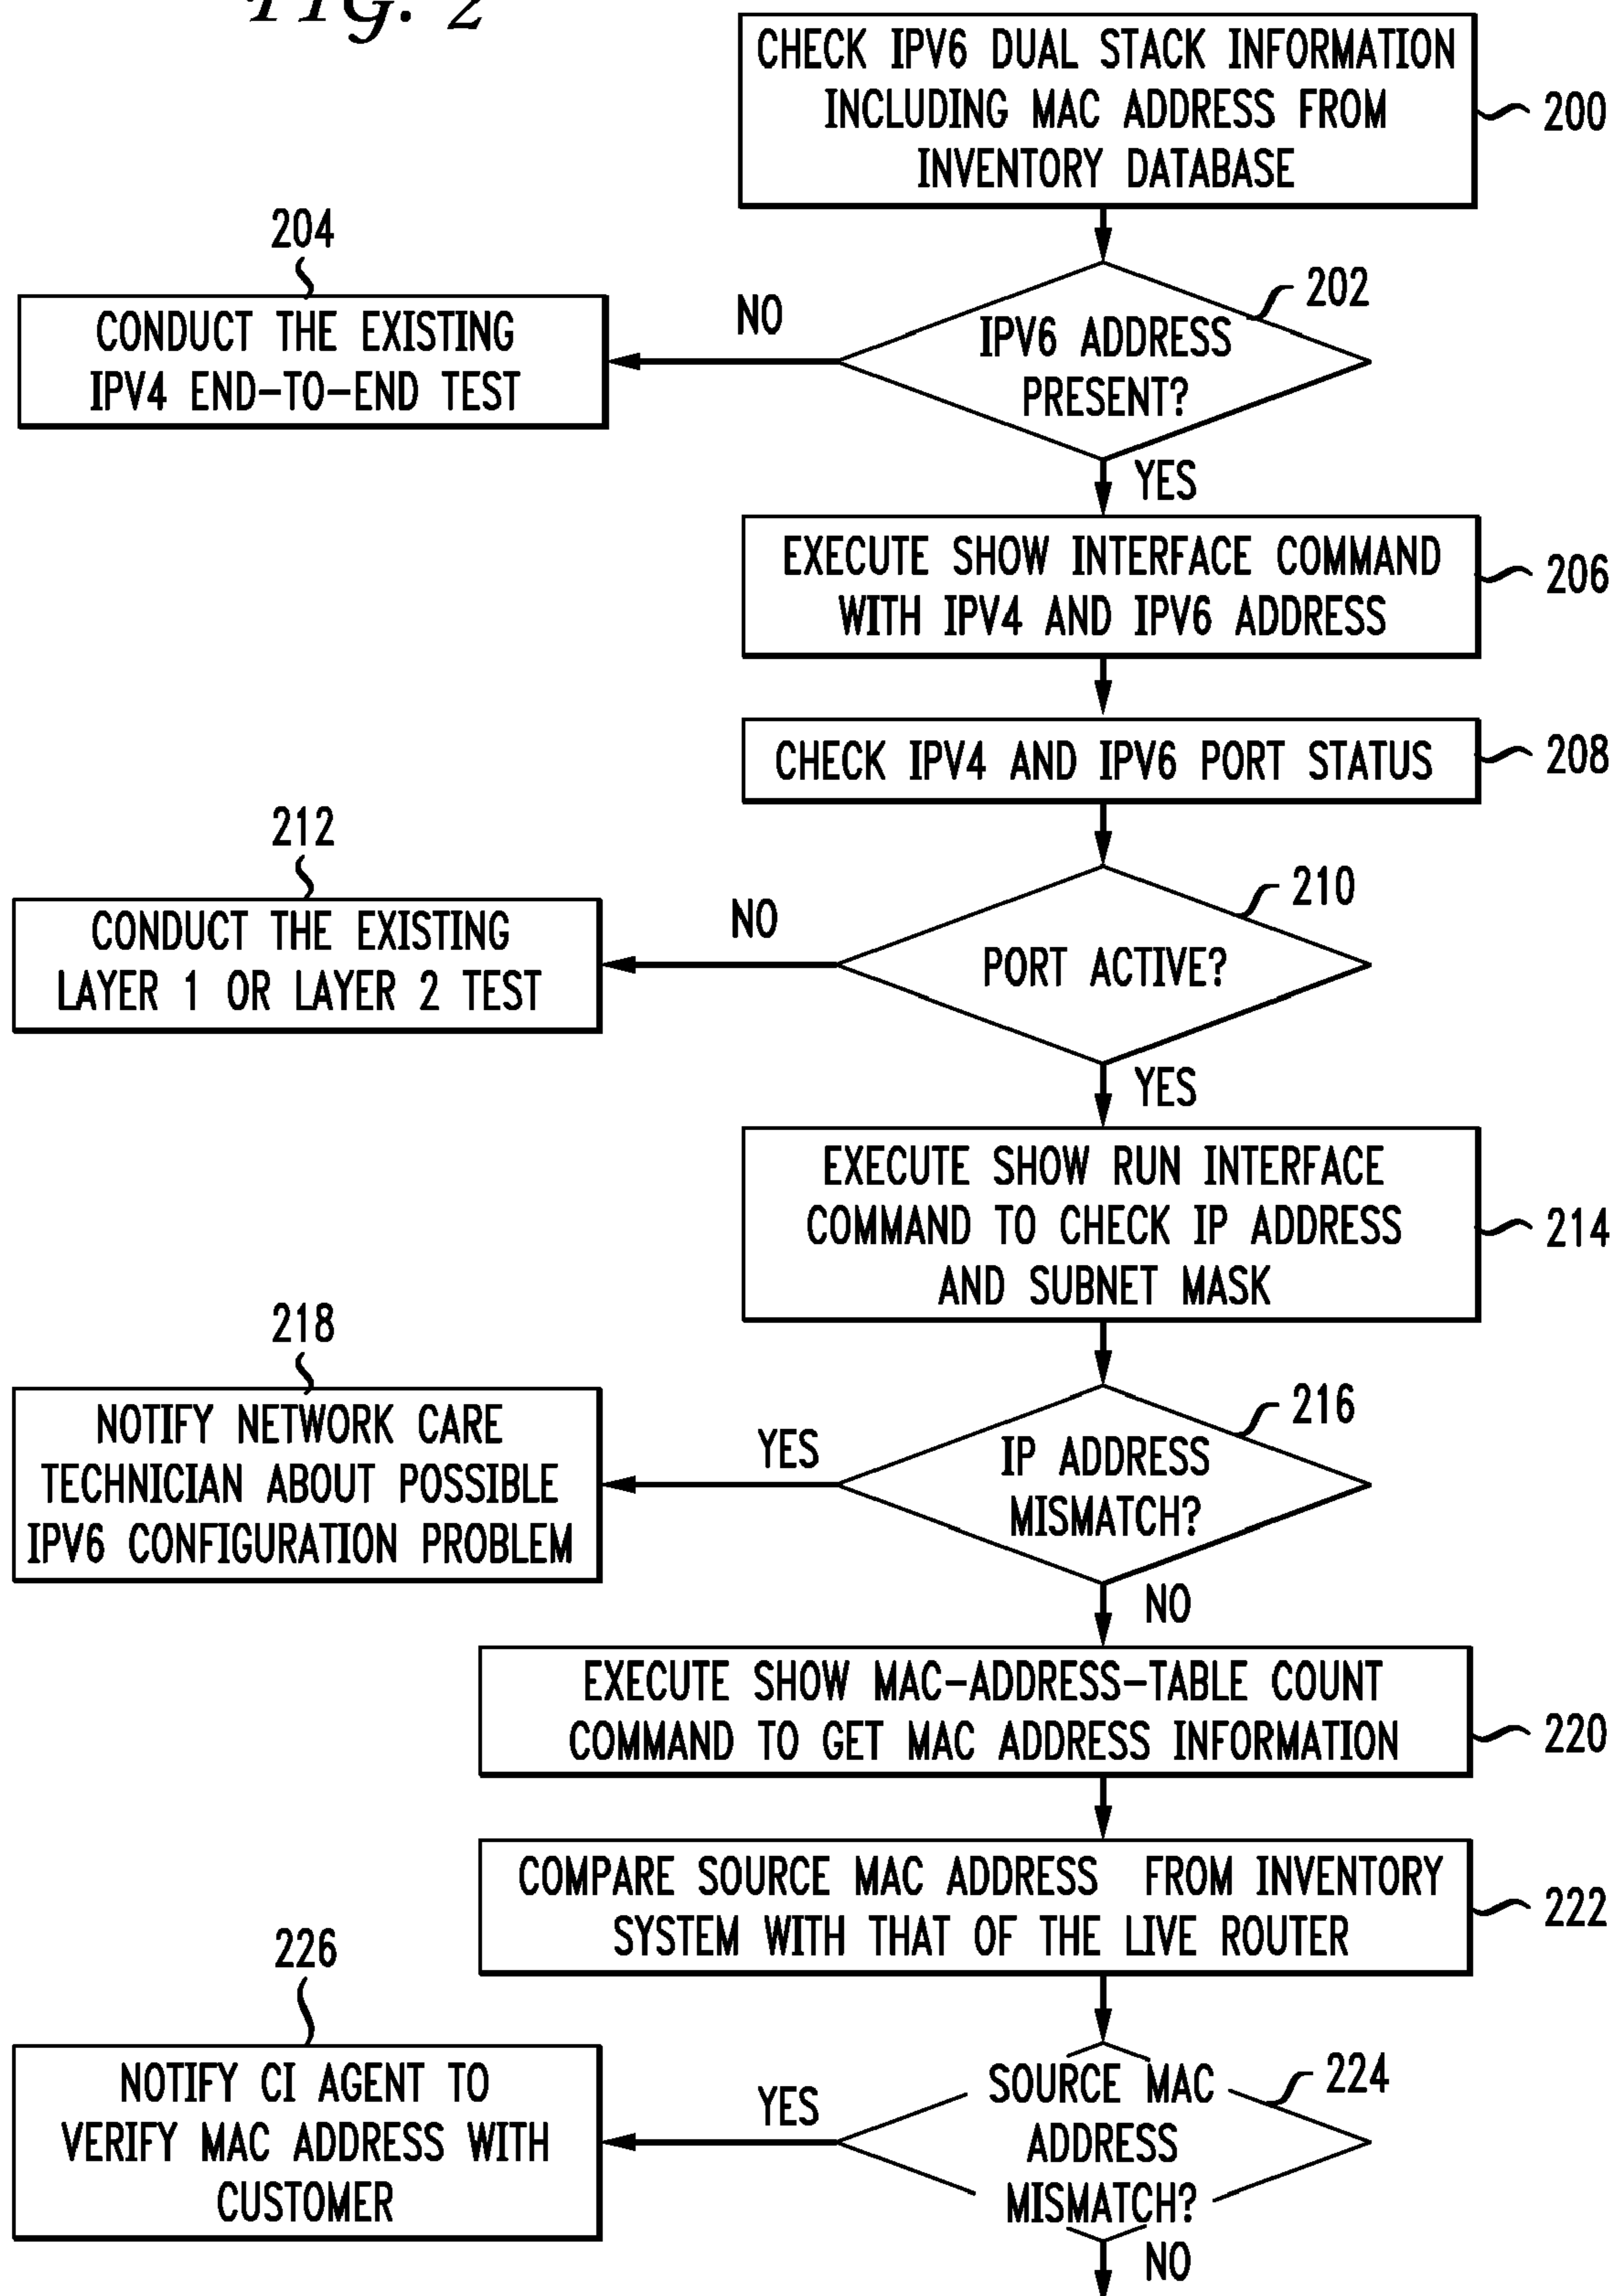 FIG. 2
CHECK IPV6 DUAL STACK INFORMATION
INCLUDING MAC ADDRESS FROM
INVENTORY DATABASE
200
204
CONDUCT THE EXISTING
IPV4 END-TO-END TEST
NO
202
IPV6 ADDRESS
PRESENT?
YES
EXECUTE SHOW INTERFACE COMMAND
WITH IPV4 AND IPV6 ADDRESS
206
CHECK IPV4 AND IPV6 PORT STATUS
208
212
CONDUCT THE EXISTING
LAYER 1 OR LAYER 2 TEST
NO
210
PORT ACTIVE?
YES
EXECUTE SHOW RUN INTERFACE
COMMAND TO CHECK IP ADDRESS
AND SUBNET MASK
214
218
NOTIFY NETWORK CARE
TECHNICIAN ABOUT POSSIBLE
IPV6 CONFIGURATION PROBLEM
YES
216
IP ADDRESS
MISMATCH?
NO
EXECUTE SHOW MAC-ADDRESS-TABLE COUNT
COMMAND TO GET MAC ADDRESS INFORMATION
220
COMPARE SOURCE MAC ADDRESS FROM INVENTORY
SYSTEM WITH THAT OF THE LIVE ROUTER
222
226
NOTIFY CI AGENT TO
VERIFY MAC ADDRESS WITH
CUSTOMER
YES
224
SOURCE MAC
ADDRESS
MISMATCH?
NO